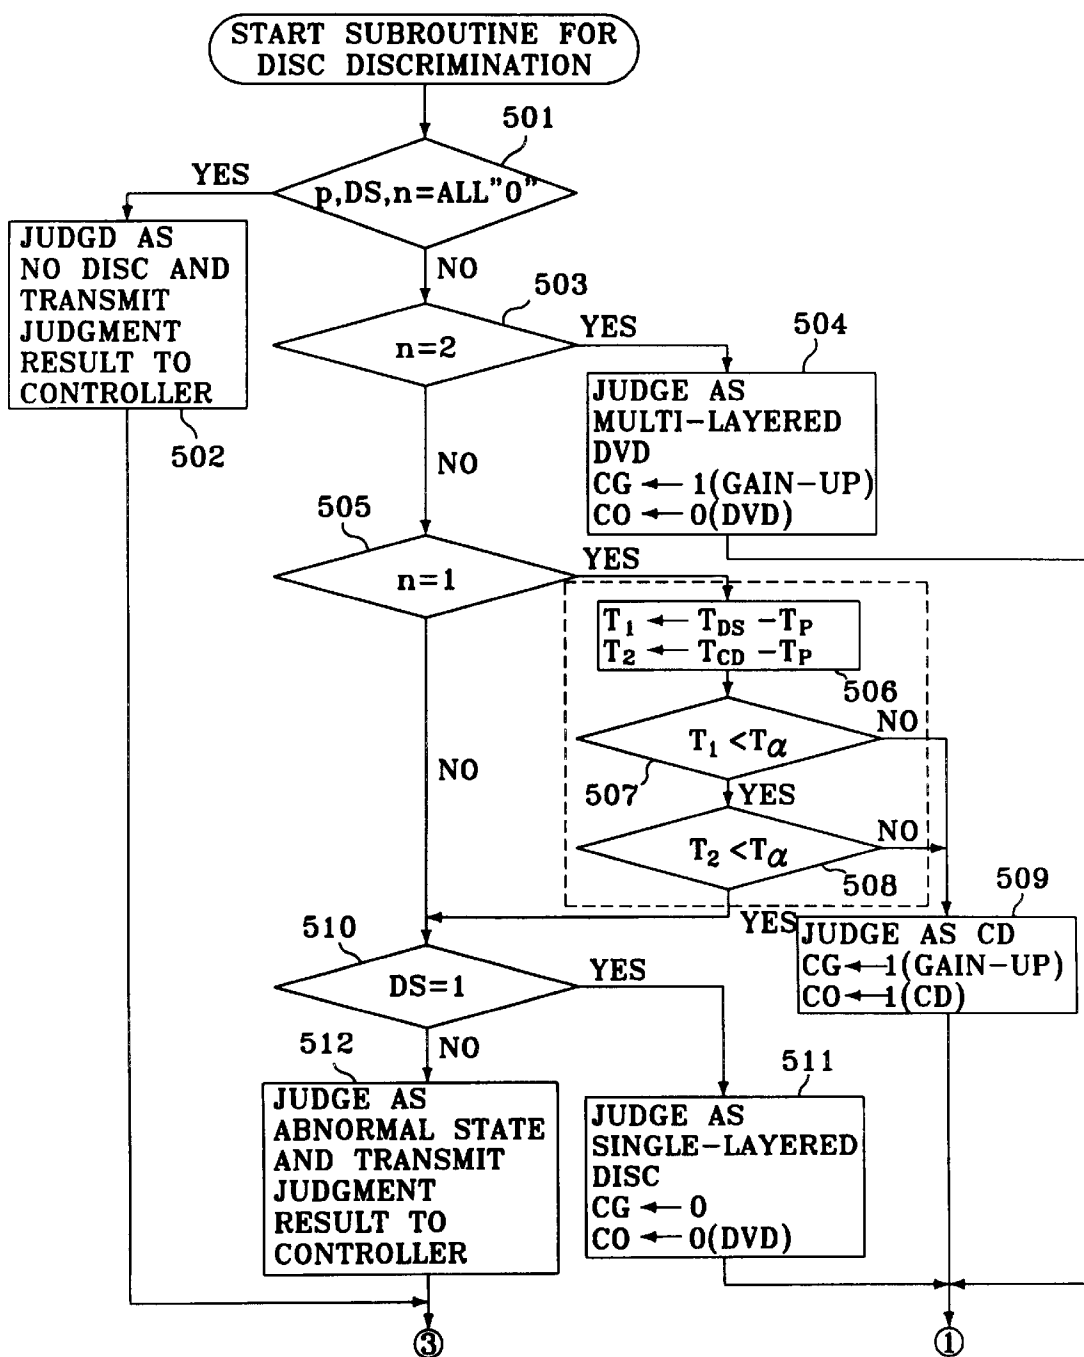 START SUBROUTINE FOR
DISC DISCRIMINATION
501
YES
p,DS,n=ALL"0"
JUDGD AS
NO DISC AND
TRANSMIT
JUDGMENT
RESULT TO
CONTROLLER
502
NO
503
n=2
YES
504
JUDGE AS
MULTI-LAYERED
DVD
CG ← 1(GAIN-UP)
CO ← 0(DVD)
NO
505
n=1
YES
T1 ← TDS -TP
T2 ← TCD -TP
506
T1 <Tα
NO
507
YES
T2 <Tα
NO
508
YES
NO
509
JUDGE AS CD
CG←1(GAIN-UP)
CO←1(CD)
510
DS=1
YES
NO
511
JUDGE AS
SINGLE-LAYERED
DISC
CG ← 0
CO ← 0(DVD)
512
JUDGE AS
ABNORMAL STATE
AND TRANSMIT
JUDGMENT
RESULT TO
CONTROLLER
③
①